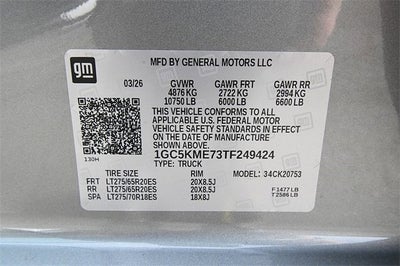 gm
MFD BY GENERAL MOTORS LLC
03/26 GVWR GAWR FRT GAWR RR
4876 KG 2722 KG 2994 KG
10750 LB 6000 LB 6600 LB
THIS VEHICLE CONFORMS TO ALL
APPLICABLE U.S. FEDERAL MOTOR
VEHICLE SAFETY STANDARDS IN
EFFECT ON THE DATE OF
MANUFACTURE SHOWN ABOVE.
1GC5KME73TF249424
130H TYPE: TRUCK
TIRE SIZE RIM MODEL: 34CK20753
FRT LT275/65R20ES 20X8.5J
RR LT275/65R20ES 20X8.5J F1477 LB
SPA LT275/70R18ES 18X8J T2586 LB